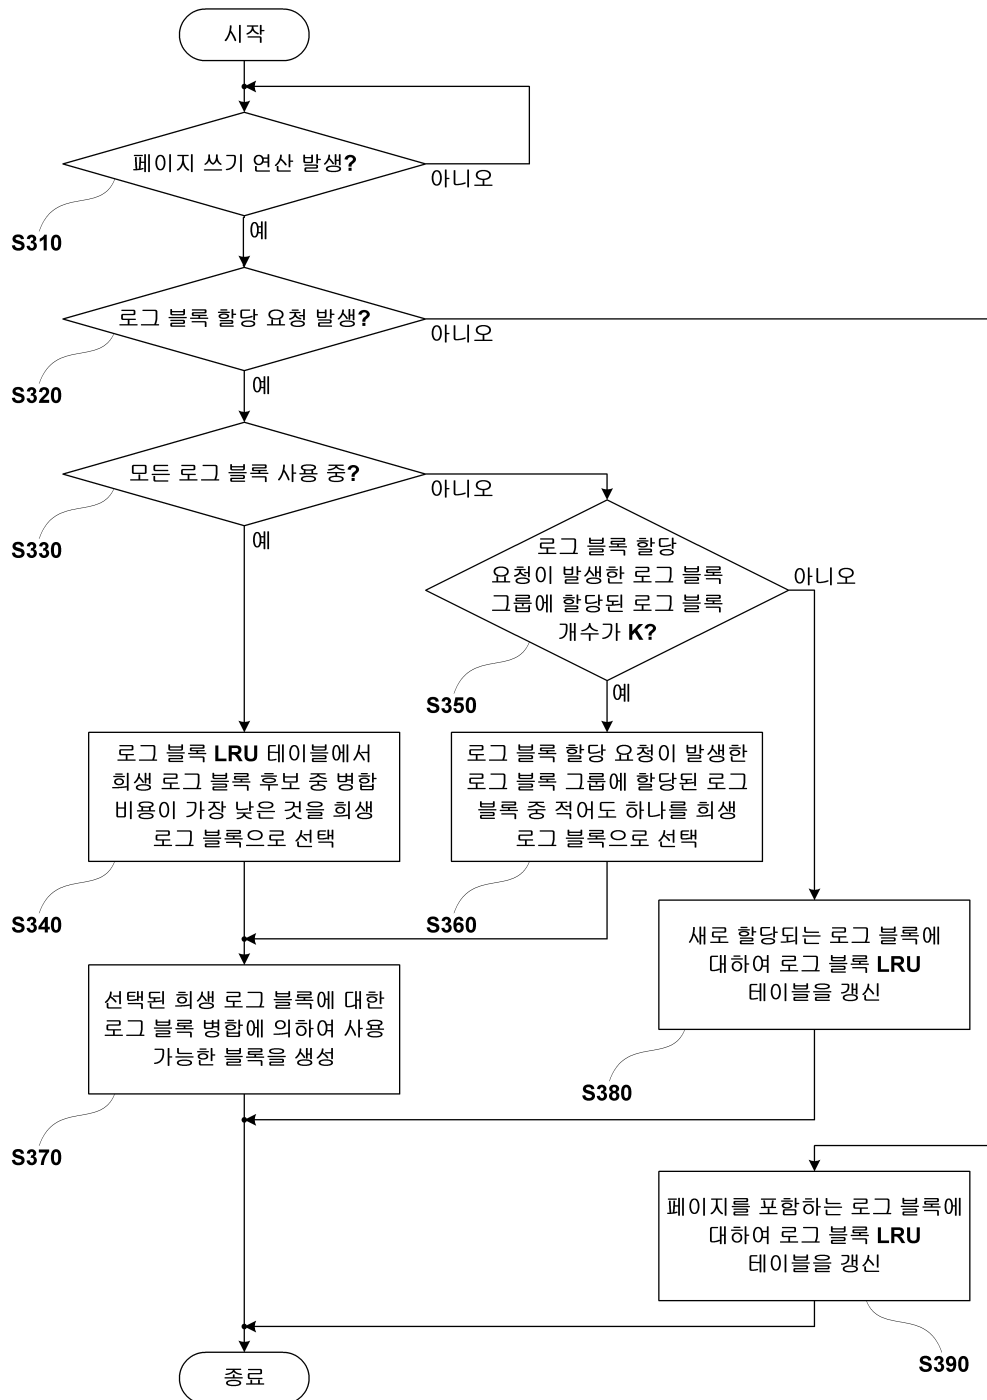 시작
페이지 쓰기 연산 발생?
아니오
S310
예
로그 블록 할당 요청 발생?
아니오
S320
예
모든 로그 블록 사용 중?
아니오
S330
예
로그 블록 할당
요청이 발생한 로그 블록
그룹에 할당된 로그 블록
개수가 K?
아니오
S350
예
로그 블록 LRU 테이블에서
희생 로그 블록 후보 중 병합
비용이 가장 낮은 것을 희생
로그 블록으로 선택
S340
로그 블록 할당 요청이 발생한
로그 블록 그룹에 할당된 로그
블록 중 적어도 하나를 희생
로그 블록으로 선택
S360
새로 할당되는 로그 블록에
대하여 로그 블록 LRU
테이블을 갱신
S380
선택된 희생 로그 블록에 대한
로그 블록 병합에 의하여 사용
가능한 블록을 생성
S370
페이지를 포함하는 로그 블록에
대하여 로그 블록 LRU
테이블을 갱신
S390
종료